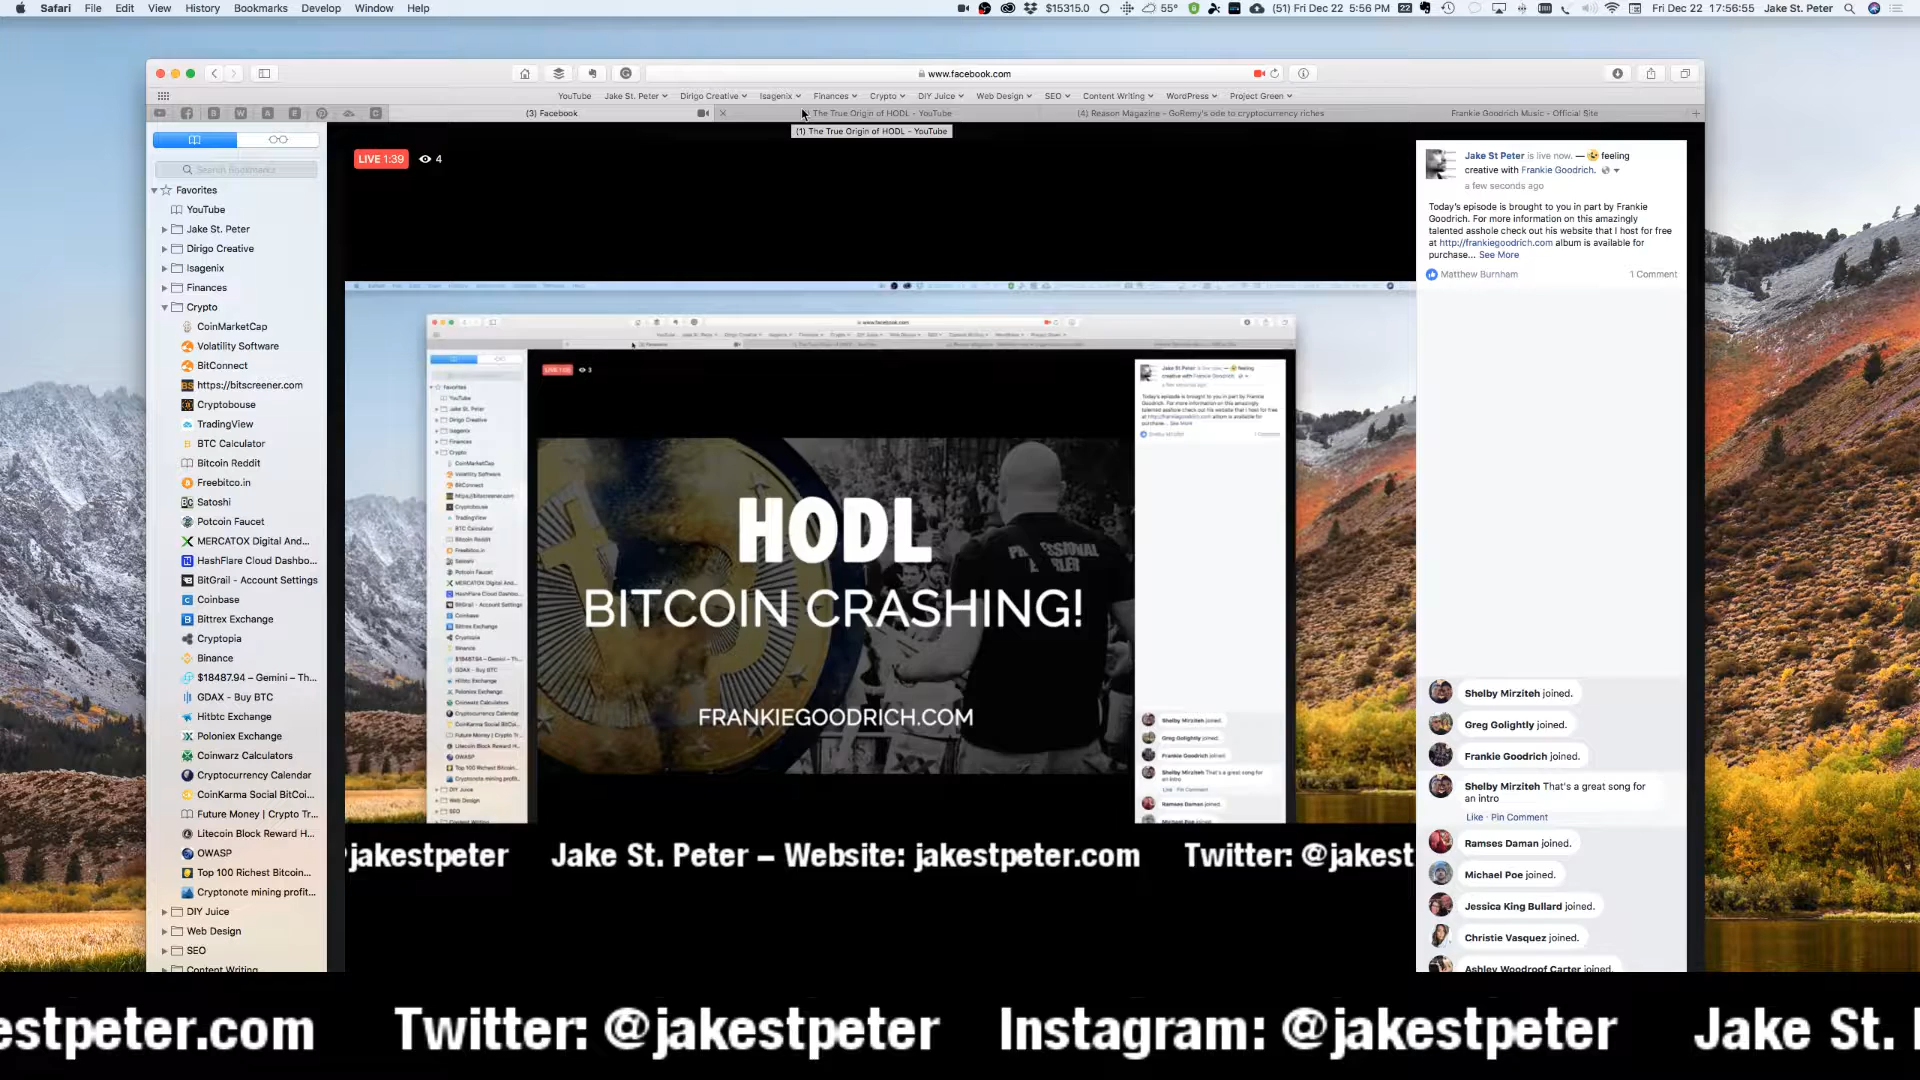 Safari File Edit View History Bookmarks Develop Window Help
$15315.0 55° (51) Fri Dec 22 5:56 PM 22 Fri Dec 22 17:56:55 Jake St. Peter
www.facebook.com
YouTube Jake St. Peter Dirigo Creative Isagenix Finances Crypto DIY Juice Web Design SEO Content Writing WordPress Project Green
(3) Facebook
The True Origin of HODL - YouTube
(4) Reason Magazine - GoRemy's ode to cryptocurrency riches
Frankie Goodrich Music - Official Site
(1) The True Origin of HODL - YouTube
Search Bookmarks
Favorites
YouTube
Jake St. Peter
Dirigo Creative
Isagenix
Finances
Crypto
CoinMarketCap
Volatility Software
BitConnect
https://bitscreener.com
Cryptobouse
TradingView
BTC Calculator
Bitcoin Reddit
Freebitco.in
Satoshi
Potcoin Faucet
MERCATOX Digital And...
HashFlare Cloud Dashbo...
BitGrail - Account Settings
Coinbase
Bittrex Exchange
Cryptopia
Binance
$18487.94 – Gemini – Th...
GDAX - Buy BTC
Hitbtc Exchange
Poloniex Exchange
Coinwarz Calculators
Cryptocurrency Calendar
CoinKarma Social BitCoi...
Future Money | Crypto Tr...
Litecoin Block Reward H...
OWASP
Top 100 Richest Bitcoin...
Cryptonote mining profit...
DIY Juice
Web Design
SEO
Content Writing
LIVE 1:39 4
HODL
BITCOIN CRASHING!
FRANKIEGOODRICH.COM
jakestpeter Jake St. Peter – Website: jakestpeter.com Twitter: @jakest
Jake St Peter is live now. — feeling
creative with Frankie Goodrich.
a few seconds ago
Today's episode is brought to you in part by Frankie
Goodrich. For more information on this amazingly
talented asshole check out his website that I host for free
at http://frankiegoodrich.com album is available for
purchase... See More
Matthew Burnham 1 Comment
Shelby Mirziteh joined.
Greg Golightly joined.
Frankie Goodrich joined.
Shelby Mirziteh That's a great song for
an intro
Like · Pin Comment
Ramses Daman joined.
Michael Poe joined.
Jessica King Bullard joined.
Christie Vasquez joined.
Ashley Woodroof Carter joined.
estpeter.com Twitter: @jakestpeter Instagram: @jakestpeter Jake St.